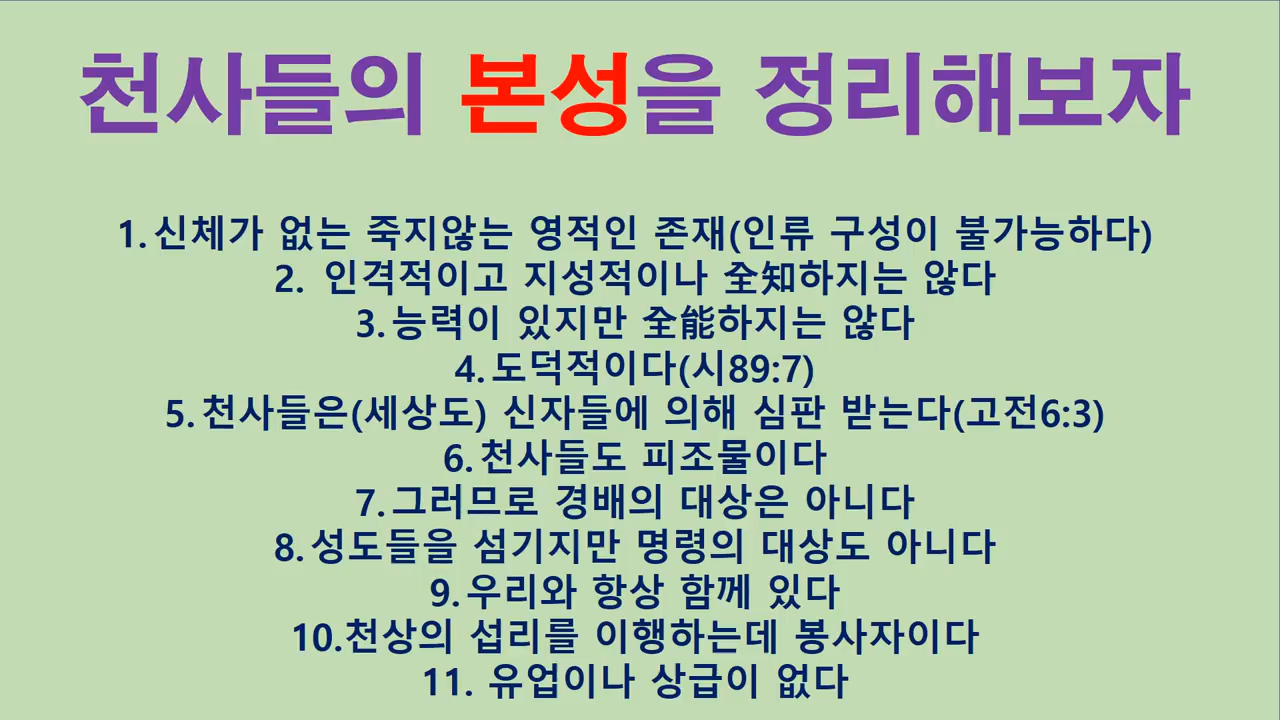 천사들의 본성을 정리해보자
1.신체가 없는 죽지않는 영적인 존재(인류 구성이 불가능하다)
2. 인격적이고 지성적이나 全知하지는 않다
3.능력이 있지만 全能하지는 않다
4.도덕적이다(시89:7)
5.천사들은(세상도) 신자들에 의해 심판 받는다(고전6:3)
6.천사들도 피조물이다
7.그러므로 경배의 대상은 아니다
8.성도들을 섬기지만 명령의 대상도 아니다
9.우리와 항상 함께 있다
10.천상의 섭리를 이행하는데 봉사자이다
11. 유업이나 상급이 없다